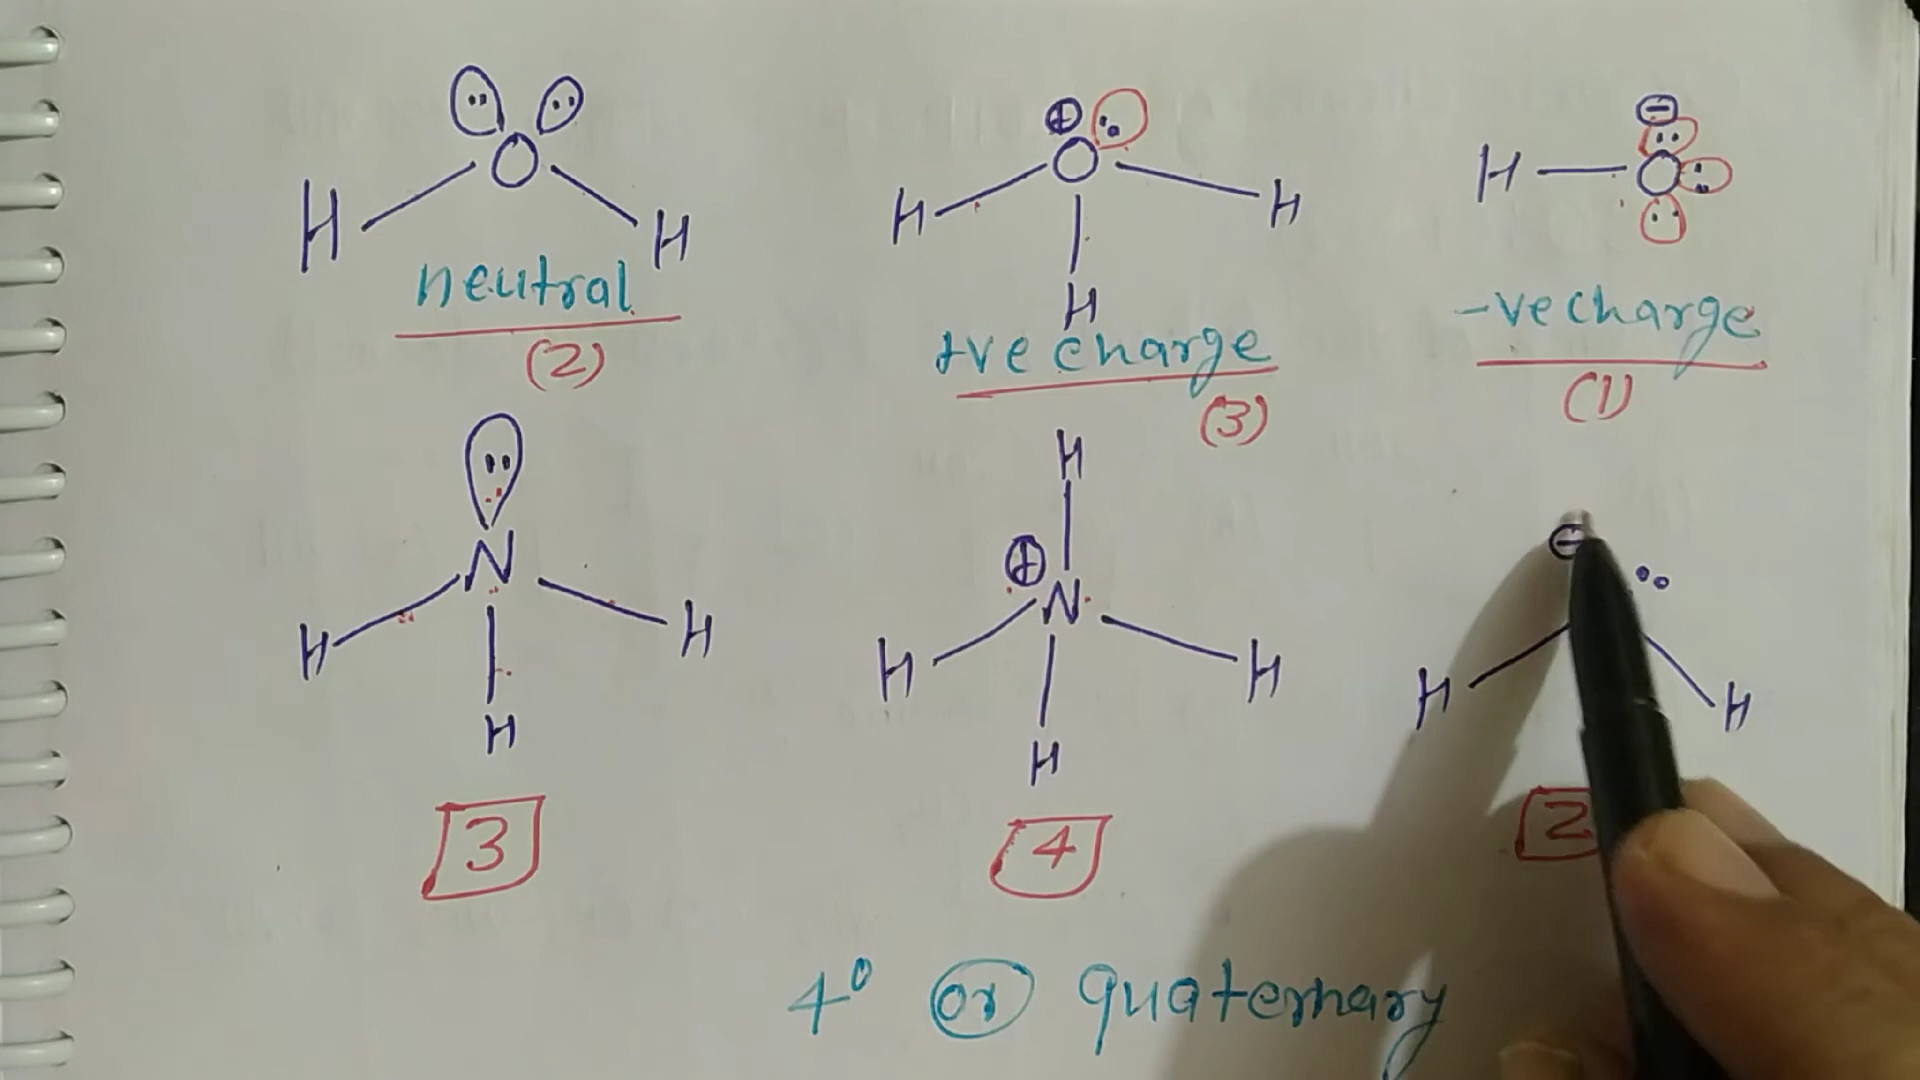 O
H H
neutral
(2)
⊕ O
H H
H
+ve charge
(3)
⊖
H O
-ve charge
(1)
N
H H
H
3
H
⊕ N
H H
H
4
⊖
H H
2
4° or quaternary